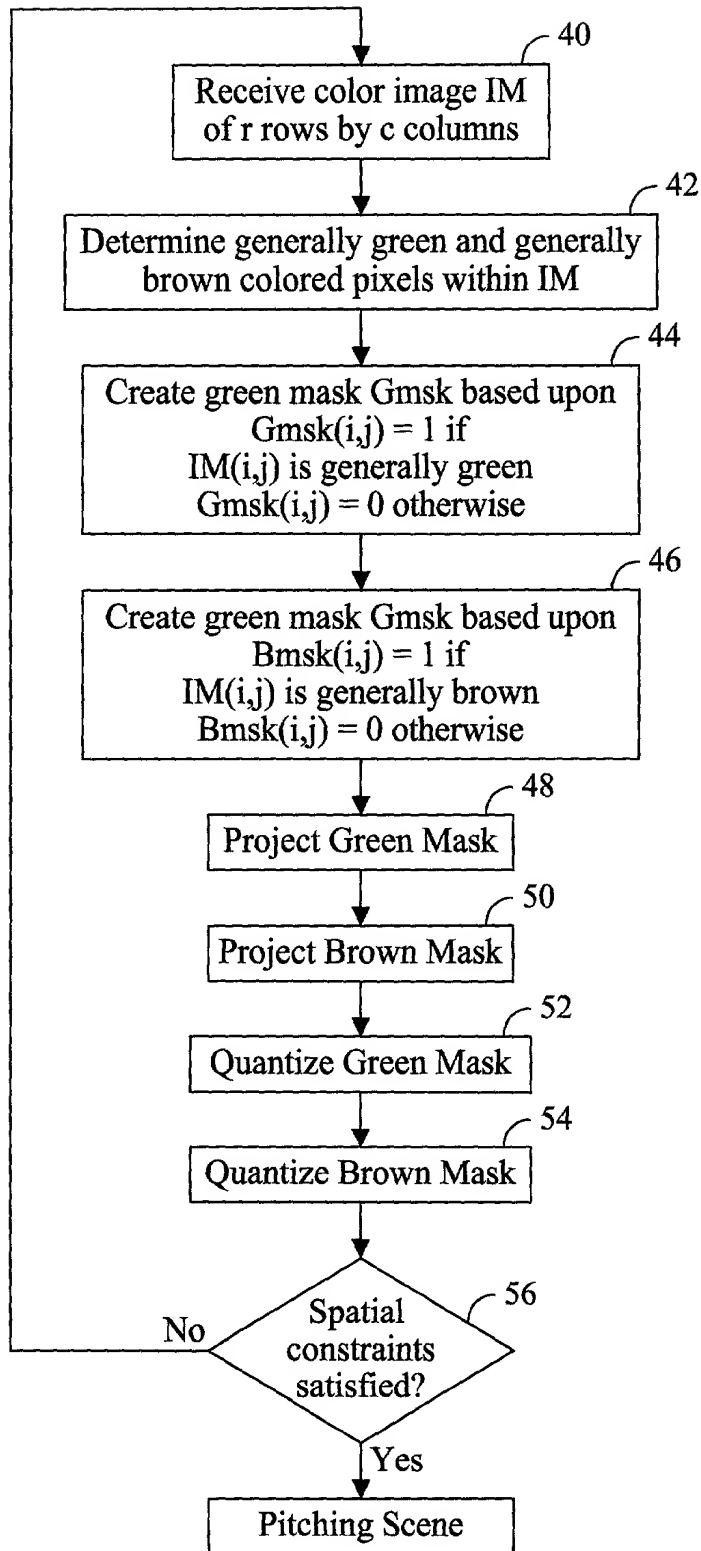 40
Receive color image IM
of r rows by c columns
42
Determine generally green and generally
brown colored pixels within IM
44
Create green mask Gmsk based upon
Gmsk(i,j) = 1 if
IM(i,j) is generally green
Gmsk(i,j) = 0 otherwise
46
Create green mask Gmsk based upon
Bmsk(i,j) = 1 if
IM(i,j) is generally brown
Bmsk(i,j) = 0 otherwise
48
Project Green Mask
50
Project Brown Mask
52
Quantize Green Mask
54
Quantize Brown Mask
56
Spatial
constraints
satisfied?
No
Yes
Pitching Scene